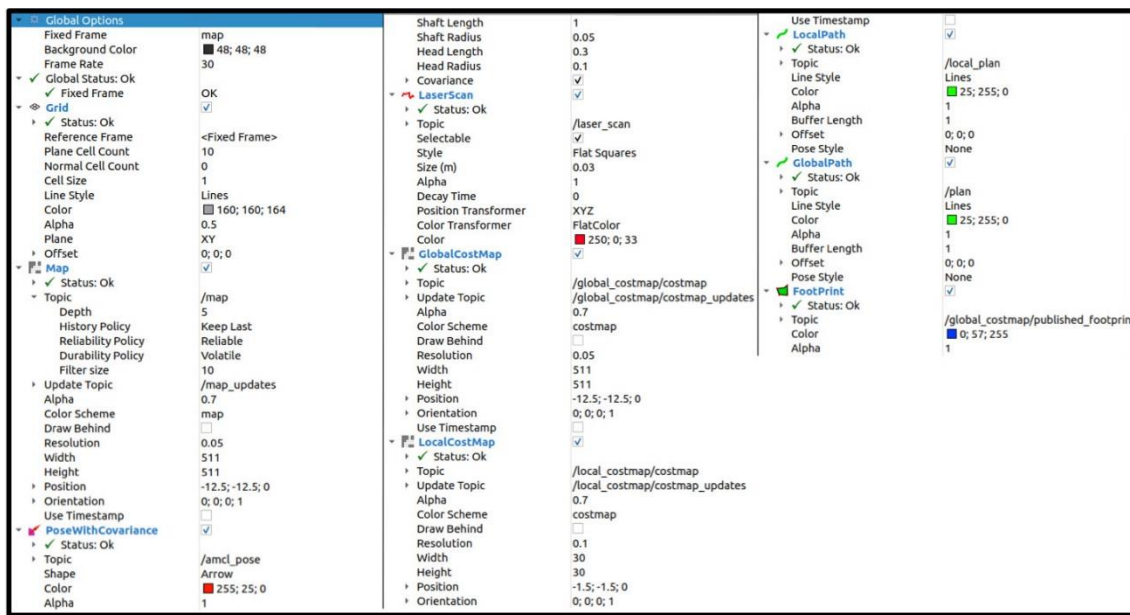 Global Options
Fixed Frame map
Background Color 48; 48; 48
Frame Rate 30
Global Status: Ok
Fixed Frame OK
Grid
Status: Ok
Reference Frame <Fixed Frame>
Plane Cell Count 10
Normal Cell Count 0
Cell Size 1
Line Style Lines
Color 160; 160; 164
Alpha 0.5
Plane XY
Offset 0; 0; 0
Map
Status: Ok
Topic /map
Depth 5
History Policy Keep Last
Reliability Policy Reliable
Durability Policy Volatile
Filter size 10
Update Topic /map_updates
Alpha 0.7
Color Scheme map
Draw Behind
Resolution 0.05
Width 511
Height 511
Position -12.5; -12.5; 0
Orientation 0; 0; 0; 1
Use Timestamp
PoseWithCovariance
Status: Ok
Topic /amcl_pose
Shape Arrow
Color 255; 25; 0
Alpha 1
Shaft Length 1
Shaft Radius 0.05
Head Length 0.3
Head Radius 0.1
Covariance
LaserScan
Status: Ok
Topic /laser_scan
Selectable
Style Flat Squares
Size (m) 0.03
Alpha 1
Decay Time 0
Position Transformer XYZ
Color Transformer FlatColor
Color 250; 0; 33
GlobalCostMap
Status: Ok
Topic /global_costmap/costmap
Update Topic /global_costmap/costmap_updates
Alpha 0.7
Color Scheme costmap
Draw Behind
Resolution 0.05
Width 511
Height 511
Position -12.5; -12.5; 0
Orientation 0; 0; 0; 1
Use Timestamp
LocalCostMap
Status: Ok
Topic /local_costmap/costmap
Update Topic /local_costmap/costmap_updates
Alpha 0.7
Color Scheme costmap
Draw Behind
Resolution 0.1
Width 30
Height 30
Position -1.5; -1.5; 0
Orientation 0; 0; 0; 1
Use Timestamp
LocalPath
Status: Ok
Topic /local_plan
Line Style Lines
Color 25; 255; 0
Alpha 1
Buffer Length 1
Offset 0; 0; 0
Pose Style None
GlobalPath
Status: Ok
Topic /plan
Line Style Lines
Color 25; 255; 0
Alpha 1
Buffer Length 1
Offset 0; 0; 0
Pose Style None
FootPrint
Status: Ok
Topic /global_costmap/published_footprin
Color 0; 57; 255
Alpha 1